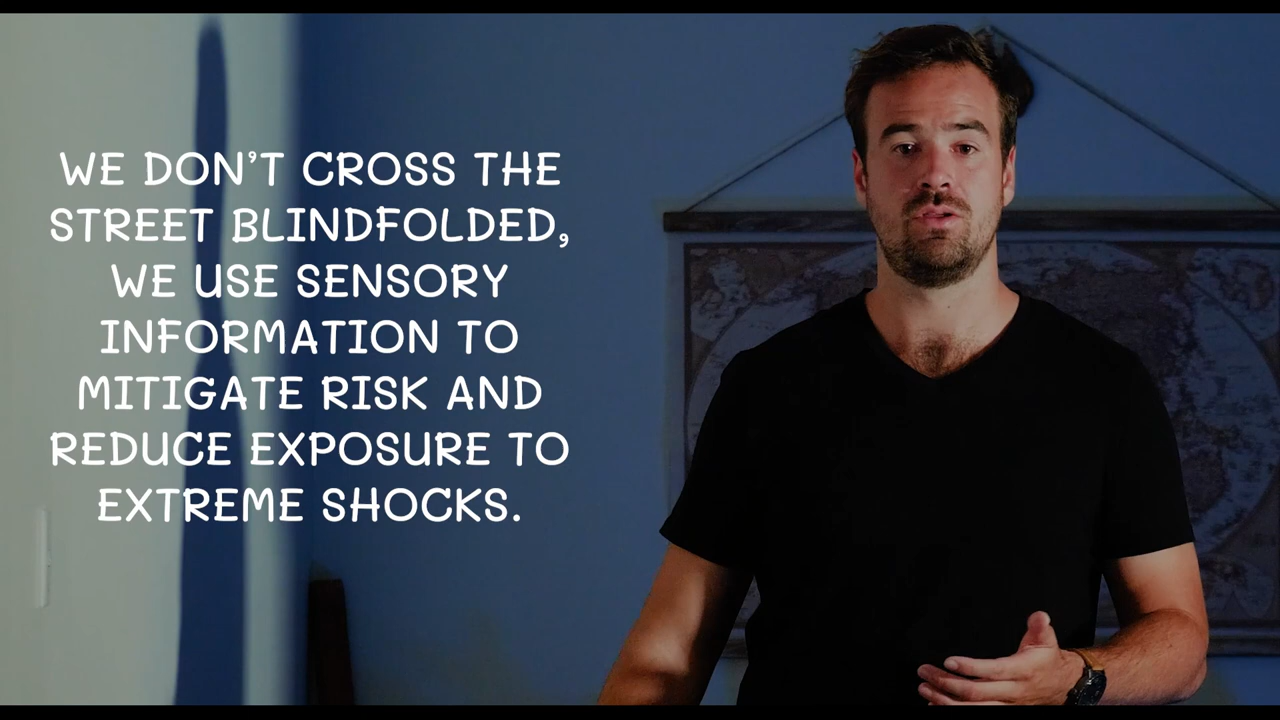 WE DON'T CROSS THE
STREET BLINDFOLDED,
WE USE SENSORY
INFORMATION TO
MITIGATE RISK AND
REDUCE EXPOSURE TO
EXTREME SHOCKS.